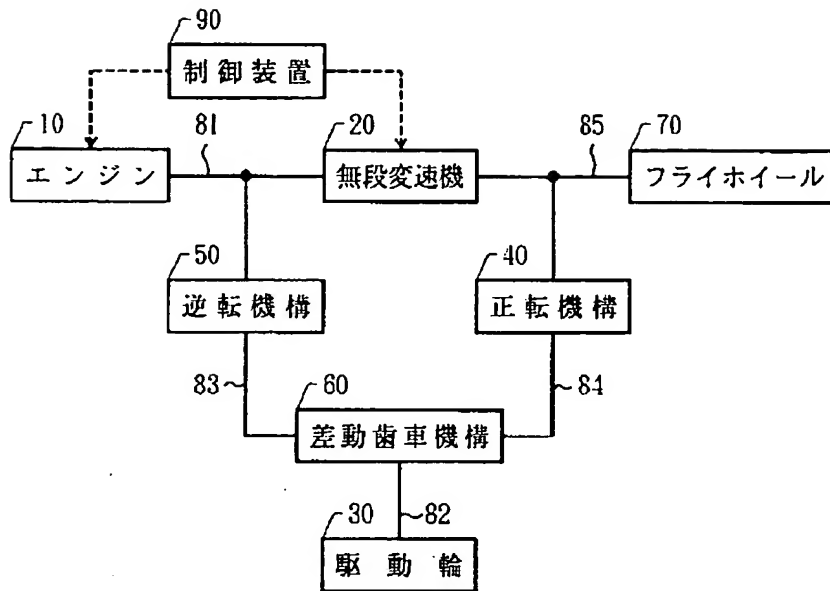 90
制御装置
10
81
20
85
70
エンジン
無段変速機
フライホイール
50
40
逆転機構
正転機構
83
60
84
差動歯車機構
30
82
駆動輪